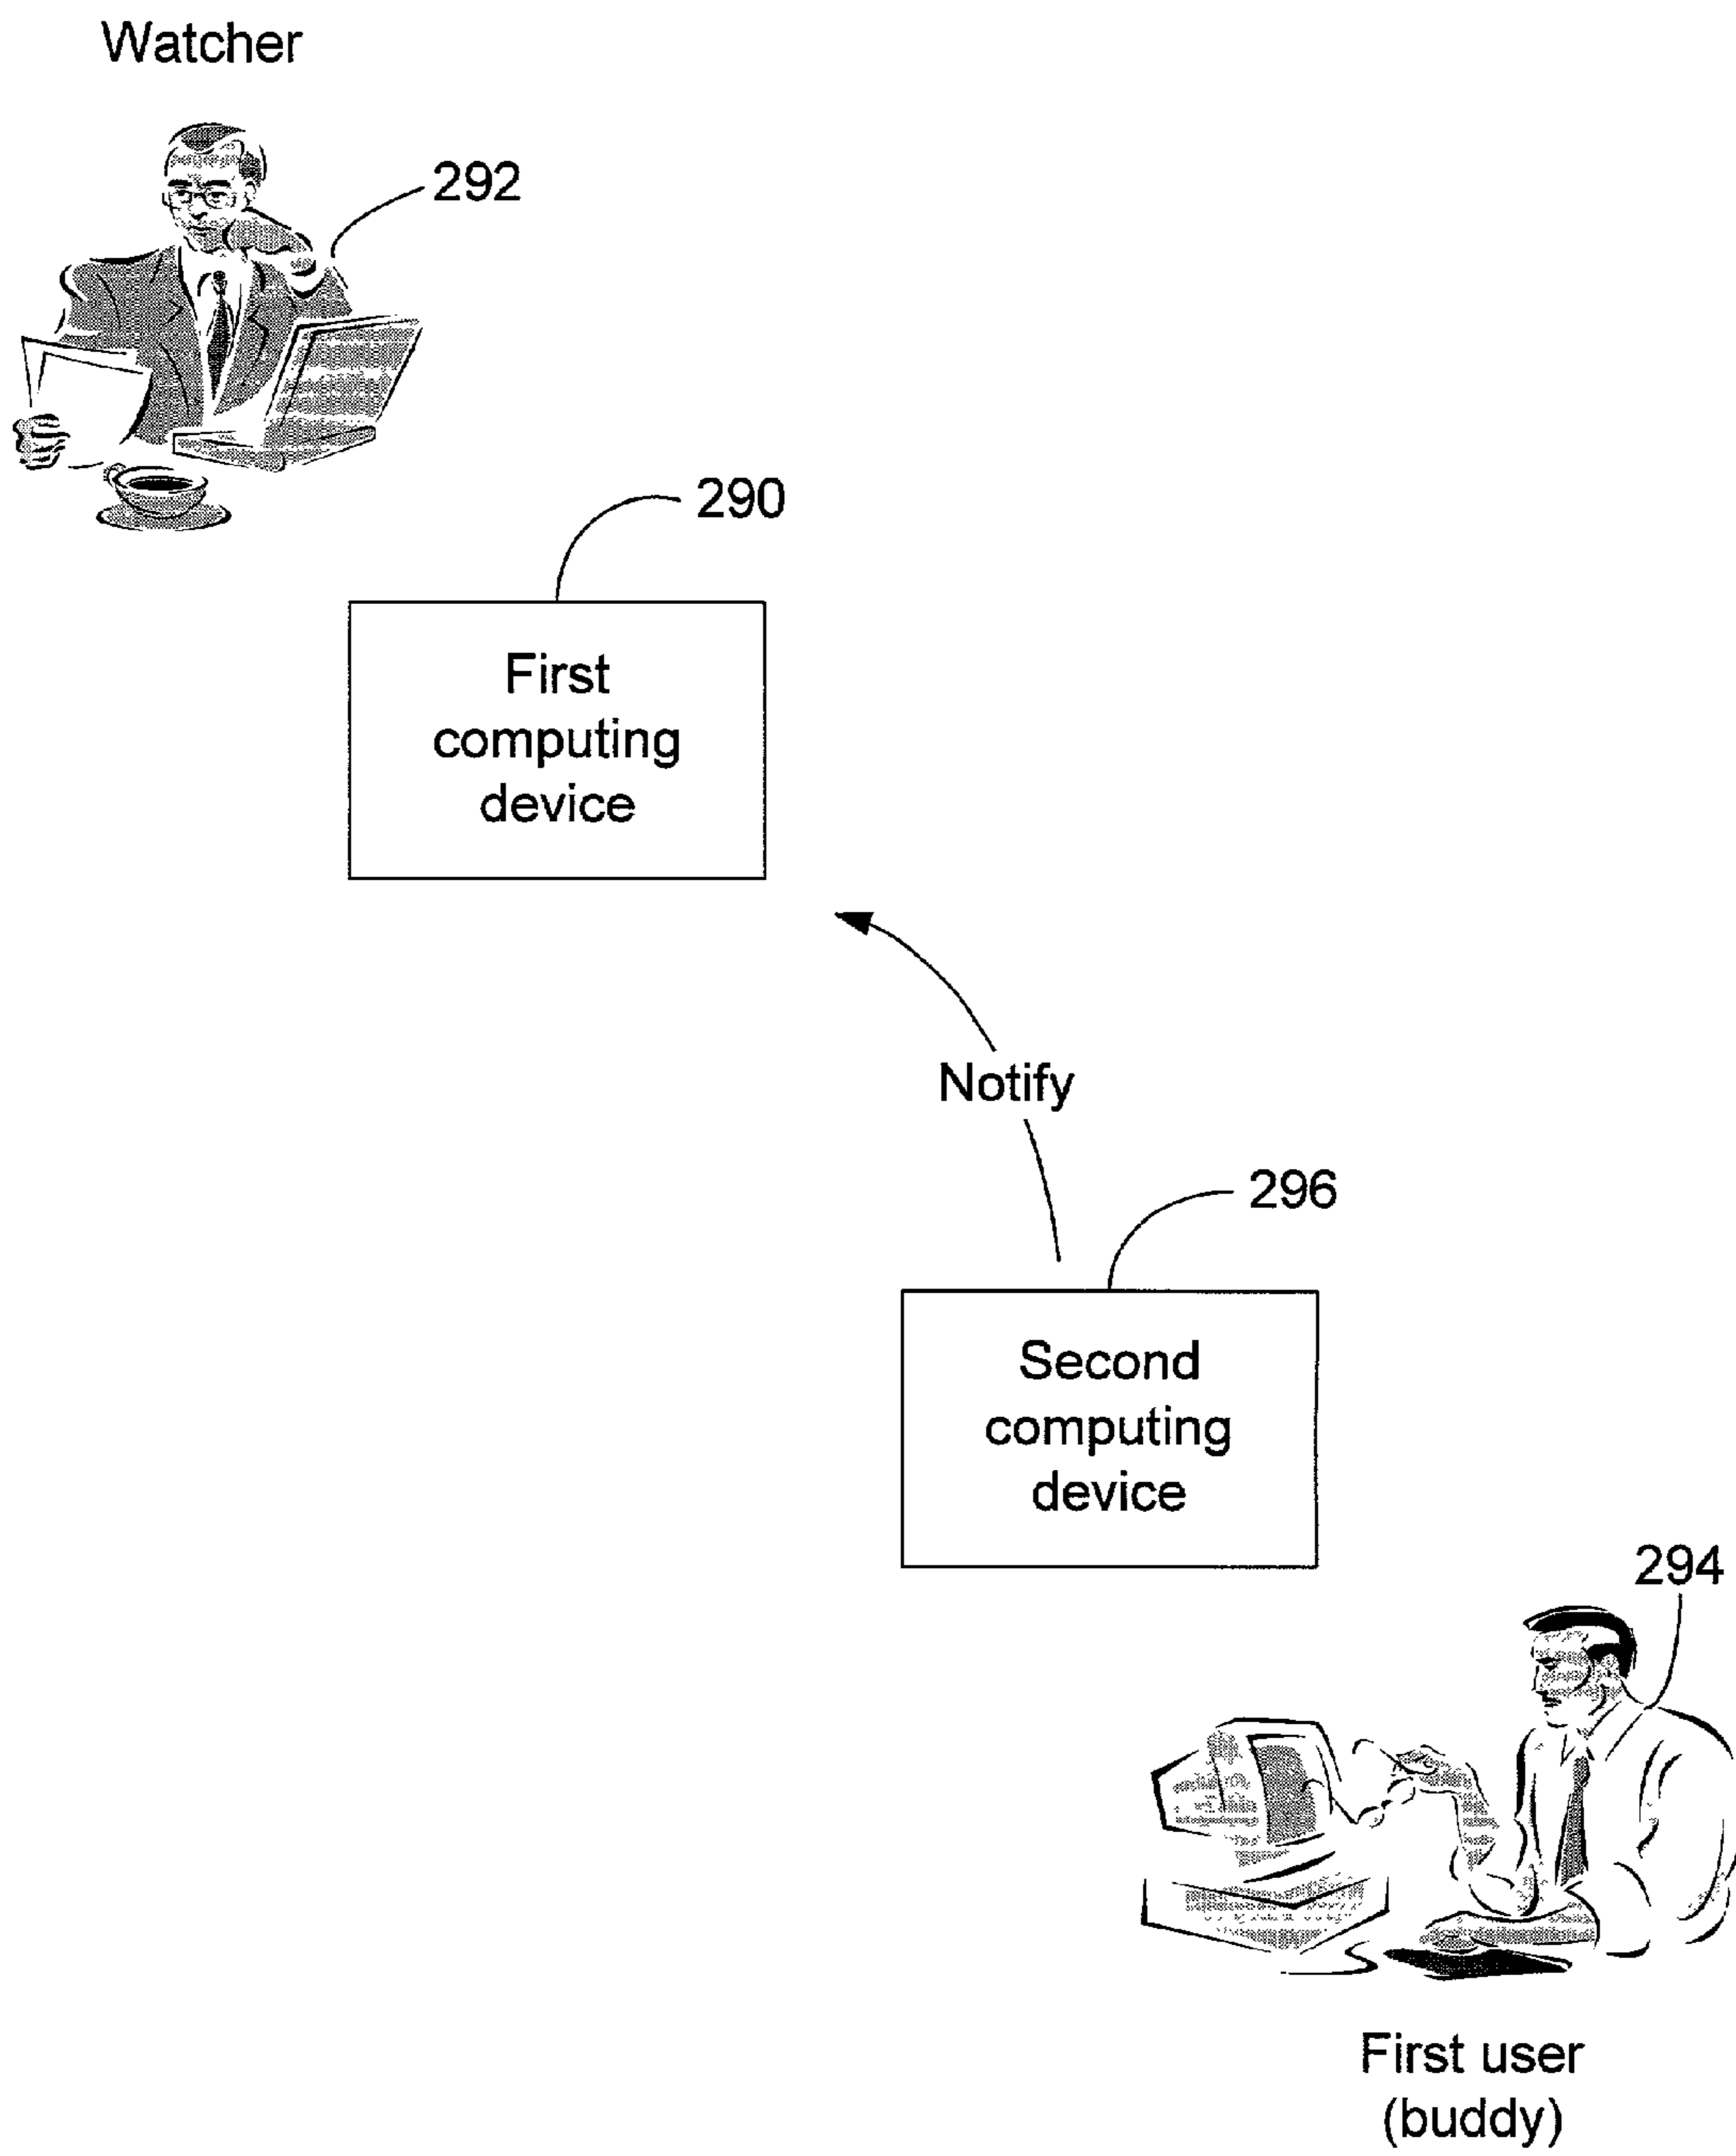 Watcher
292
290
First
computing
device
Notify
296
Second
computing
device
294
First user
(buddy)